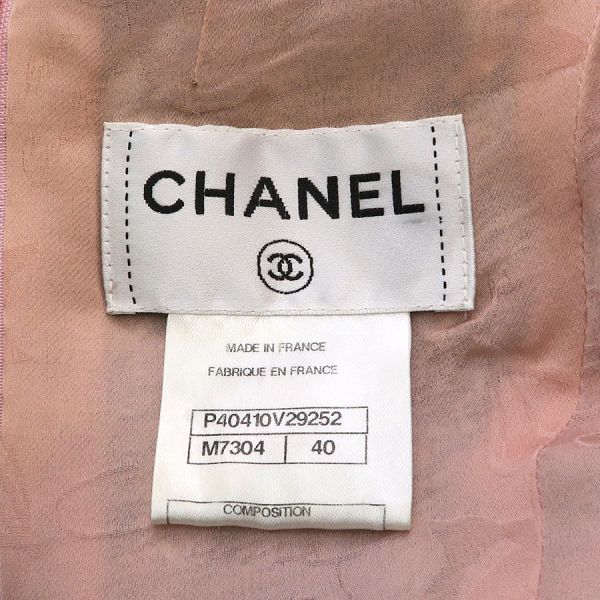 CHANEL
MADE IN FRANCE
FABRIQUE EN FRANCE
P40410V29252
M7304 40
COMPOSITION